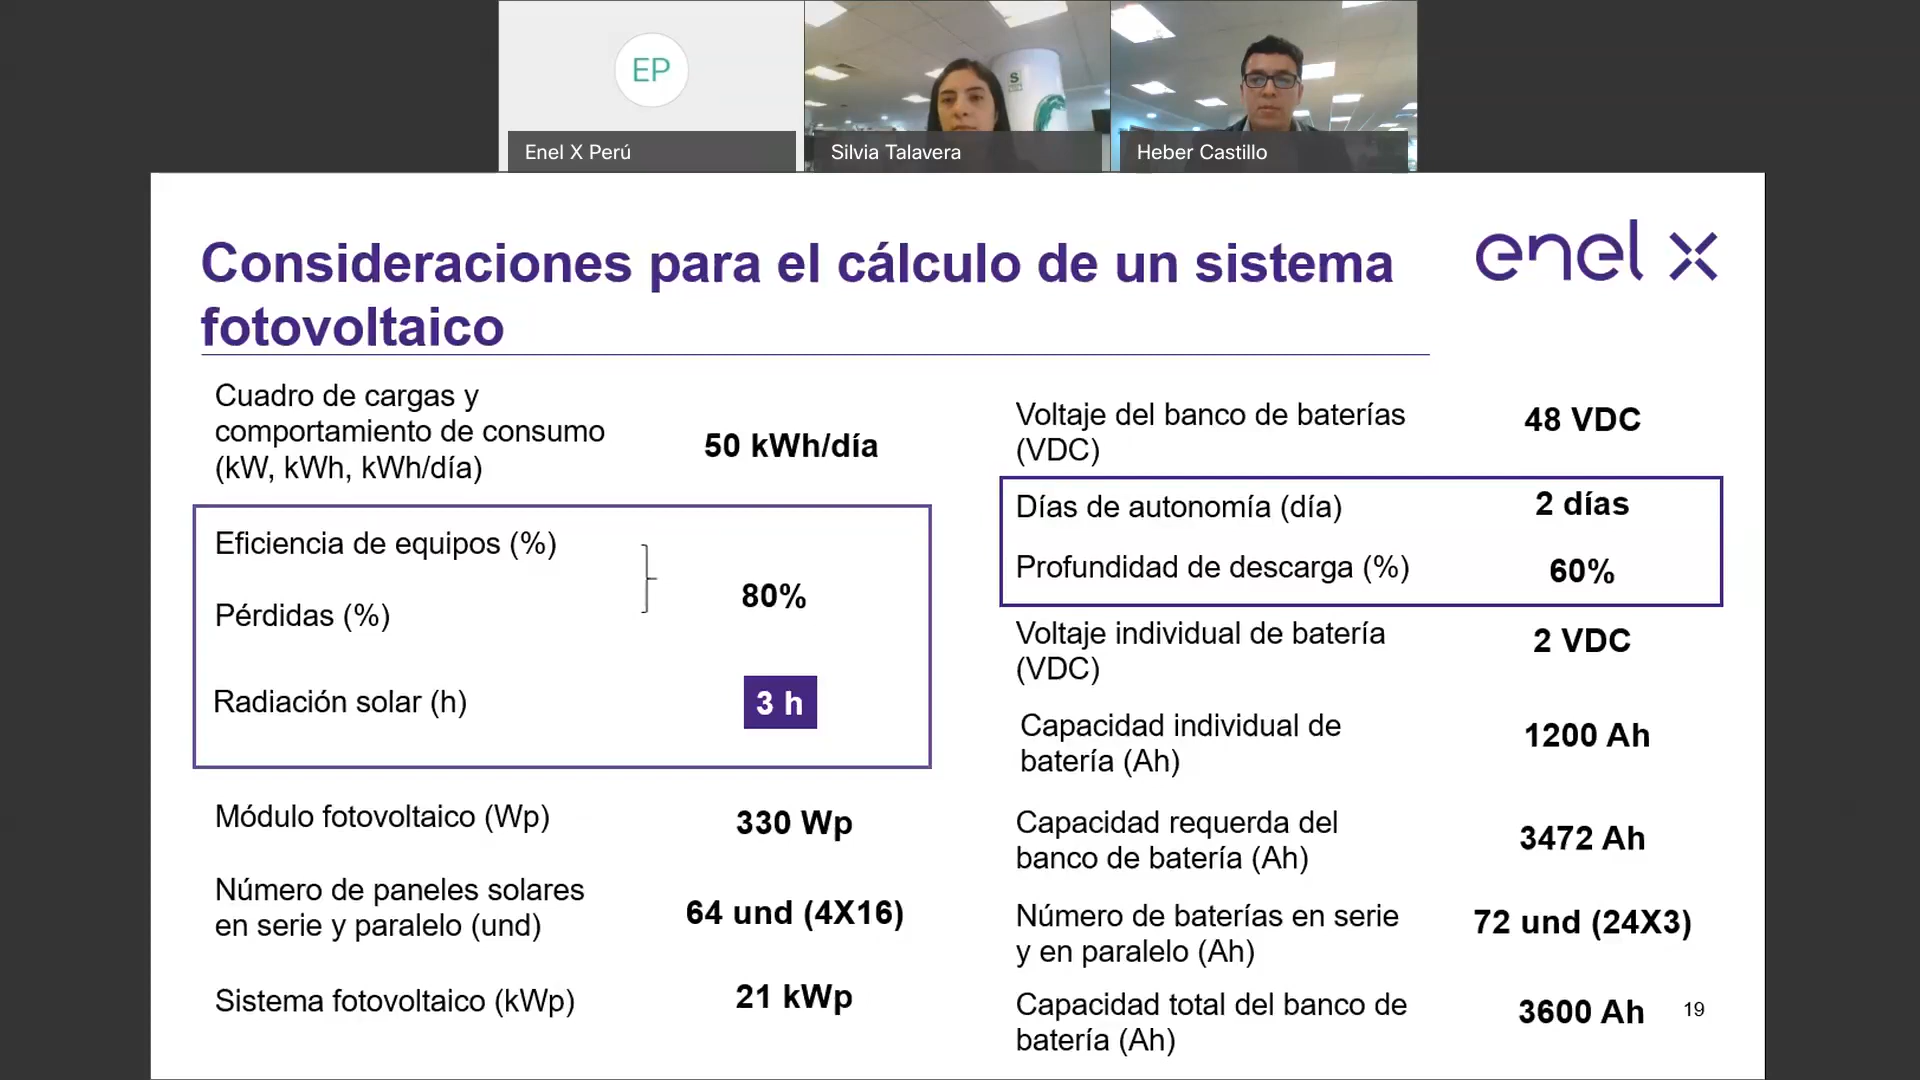 EP
Enel X Perú
Silvia Talavera
Heber Castillo
S
enel x
Consideraciones para el cálculo de un sistema
fotovoltaico
Cuadro de cargas y
comportamiento de consumo
(kW, kWh, kWh/día)
50 kWh/día
Eficiencia de equipos (%)
Pérdidas (%)
80%
Radiación solar (h)
3 h
Módulo fotovoltaico (Wp)
330 Wp
Número de paneles solares
en serie y paralelo (und)
64 und (4X16)
Sistema fotovoltaico (kWp)
21 kWp
Voltaje del banco de baterías
(VDC)
48 VDC
Días de autonomía (día)
2 días
Profundidad de descarga (%)
60%
Voltaje individual de batería
(VDC)
2 VDC
Capacidad individual de
batería (Ah)
1200 Ah
Capacidad requerda del
banco de batería (Ah)
3472 Ah
Número de baterías en serie
y en paralelo (Ah)
72 und (24X3)
Capacidad total del banco de
batería (Ah)
3600 Ah
19